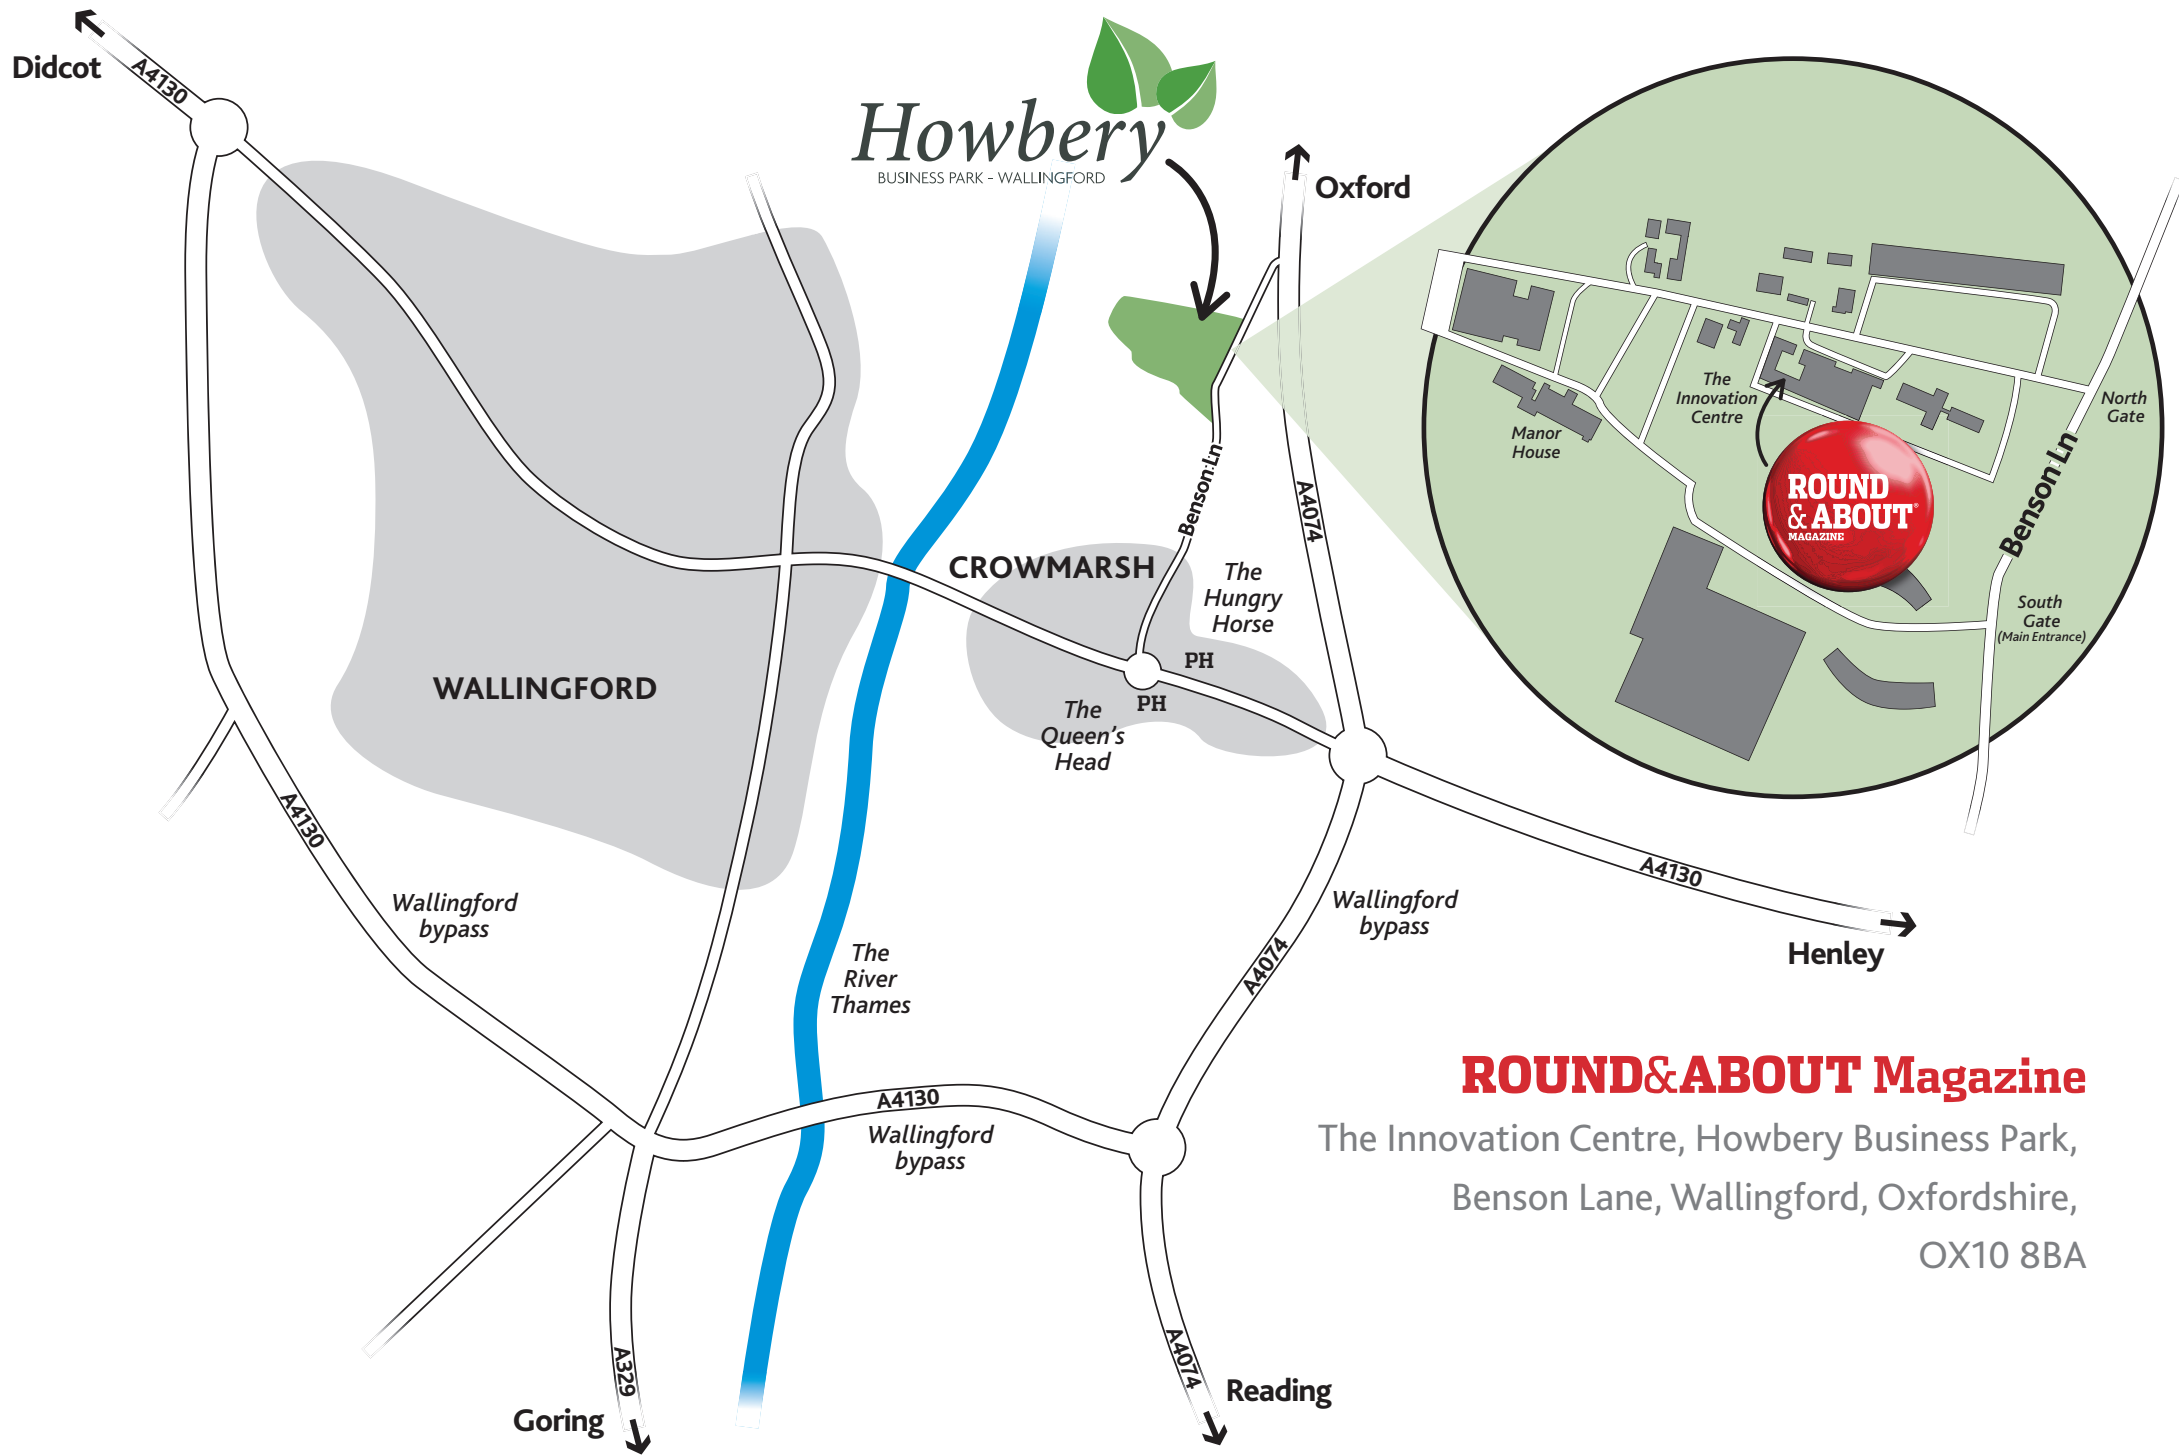 Didcot
A4130
Howbery
BUSINESS PARK - WALLINGFORD
Oxford
A4074
Benson Ln
CROWMARSH
The
Hungry
Horse
PH
PH
The
Queen's
Head
WALLINGFORD
A4130
Wallingford
bypass
The
River
Thames
A4130
Wallingford
bypass
Wallingford
bypass
A4074
A4130
Henley
A329
Goring
A4074
Reading
The
Innovation
Centre
Manor
House
North
Gate
Benson Ln
South
Gate
(Main Entrance)
ROUND
& ABOUT®
MAGAZINE
ROUND&ABOUT Magazine
The Innovation Centre, Howbery Business Park,
Benson Lane, Wallingford, Oxfordshire,
OX10 8BA